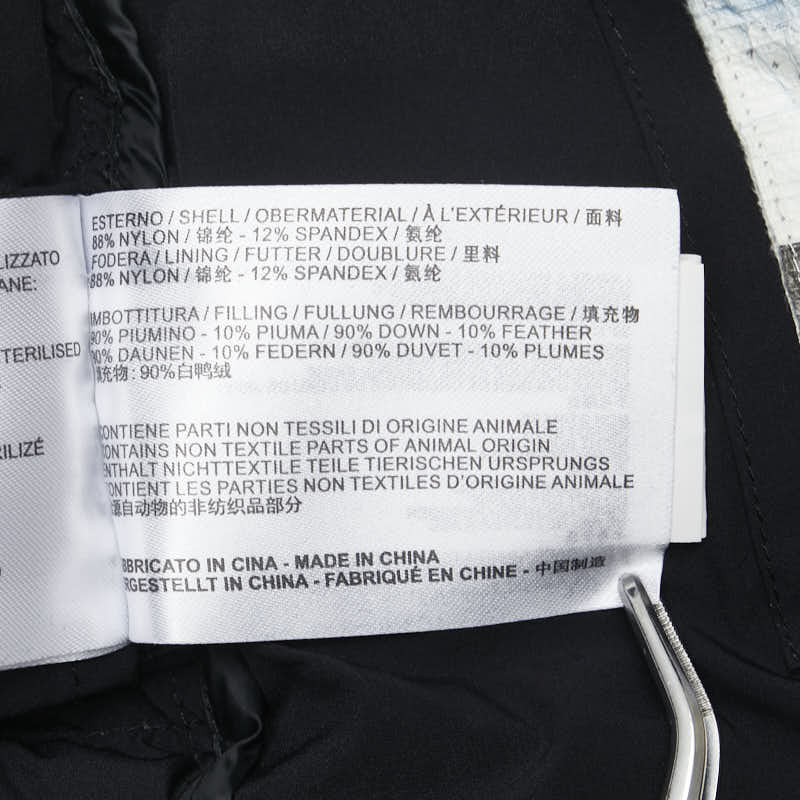 LIZZATO
ANE:
TERILISED
RILIZÉ
ESTERNO / SHELL / OBERMATERIAL / À L'EXTÉRIEUR / 面料
88% NYLON / 锦纶 - 12% SPANDEX / 氨纶
FODERA / LINING / FUTTER / DOUBLURE / 里料
88% NYLON / 锦纶 - 12% SPANDEX / 氨纶
IMBOTTITURA / FILLING / FULLUNG / REMBOURRAGE / 填充物
90% PIUMINO - 10% PIUMA / 90% DOWN - 10% FEATHER
90% DAUNEN - 10% FEDERN / 90% DUVET - 10% PLUMES
填充物: 90%白鸭绒
CONTIENE PARTI NON TESSILI DI ORIGINE ANIMALE
CONTAINS NON TEXTILE PARTS OF ANIMAL ORIGIN
ENTHALT NICHTTEXTILE TEILE TIERISCHEN URSPRUNGS
CONTIENT LES PARTIES NON TEXTILES D'ORIGINE ANIMALE
源自动物的非纺织品部分
BBRICATO IN CINA - MADE IN CHINA
RGESTELLT IN CHINA - FABRIQUÉ EN CHINE - 中国制造